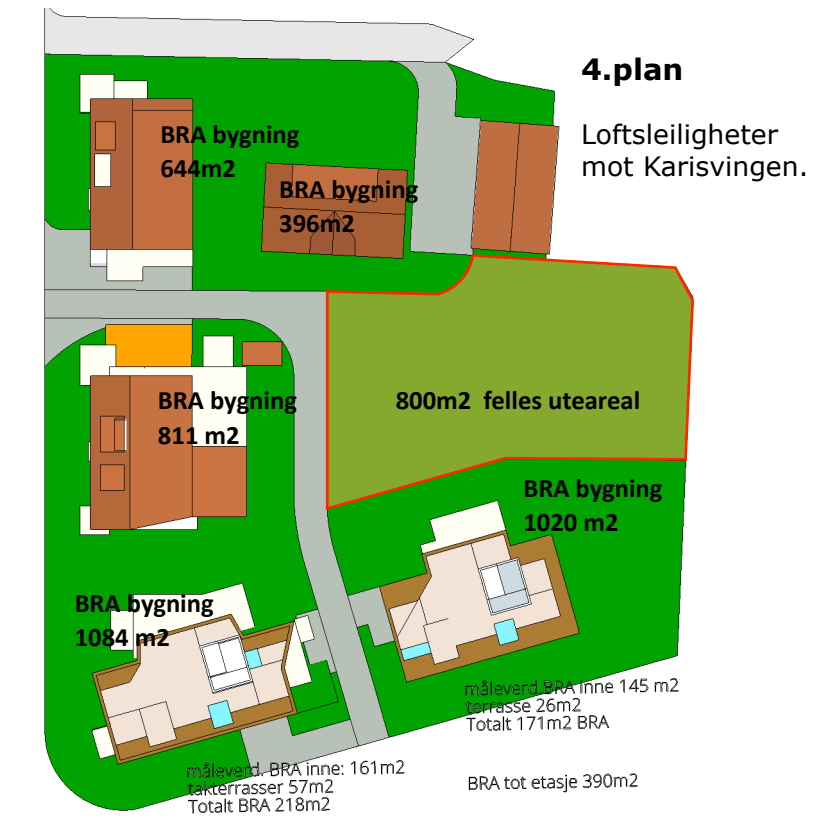 4.plan
Loftsleiligheter
mot Karisvingen.
BRA bygning
644m2
BRA bygning
396m2
BRA bygning
811 m2
800m2 felles uteareal
BRA bygning
1020 m2
BRA bygning
1084 m2
måleverd.BRA inne 145 m2
terrasse 26m2
Totalt 171m2 BRA
måleverd. BRA inne: 161m2
takterrasser 57m2
Totalt BRA 218m2
BRA tot etasje 390m2